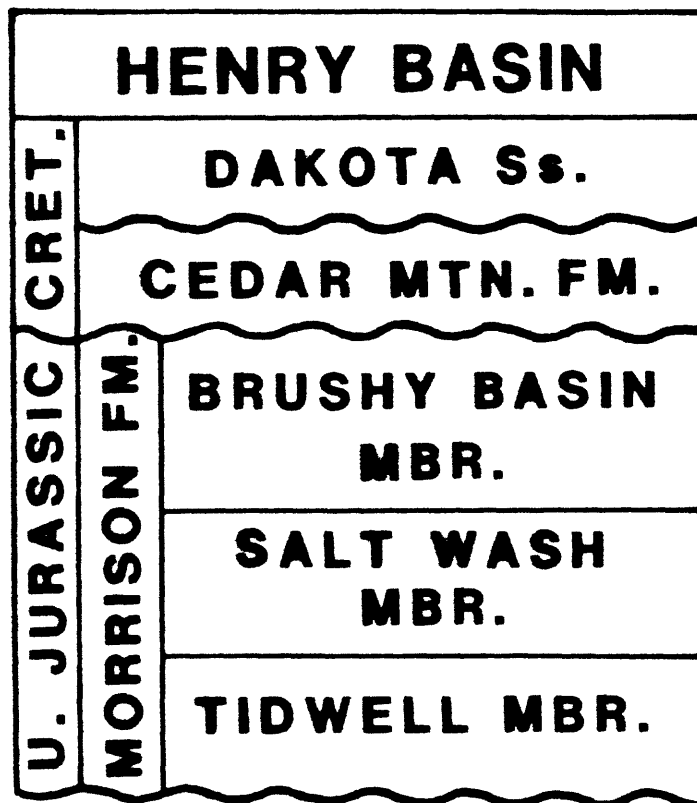 HENRY BASIN
CRET.
DAKOTA Ss.
CEDAR MTN. FM.
U. JURASSIC
MORRISON FM.
BRUSHY BASIN
MBR.
SALT WASH
MBR.
TIDWELL MBR.